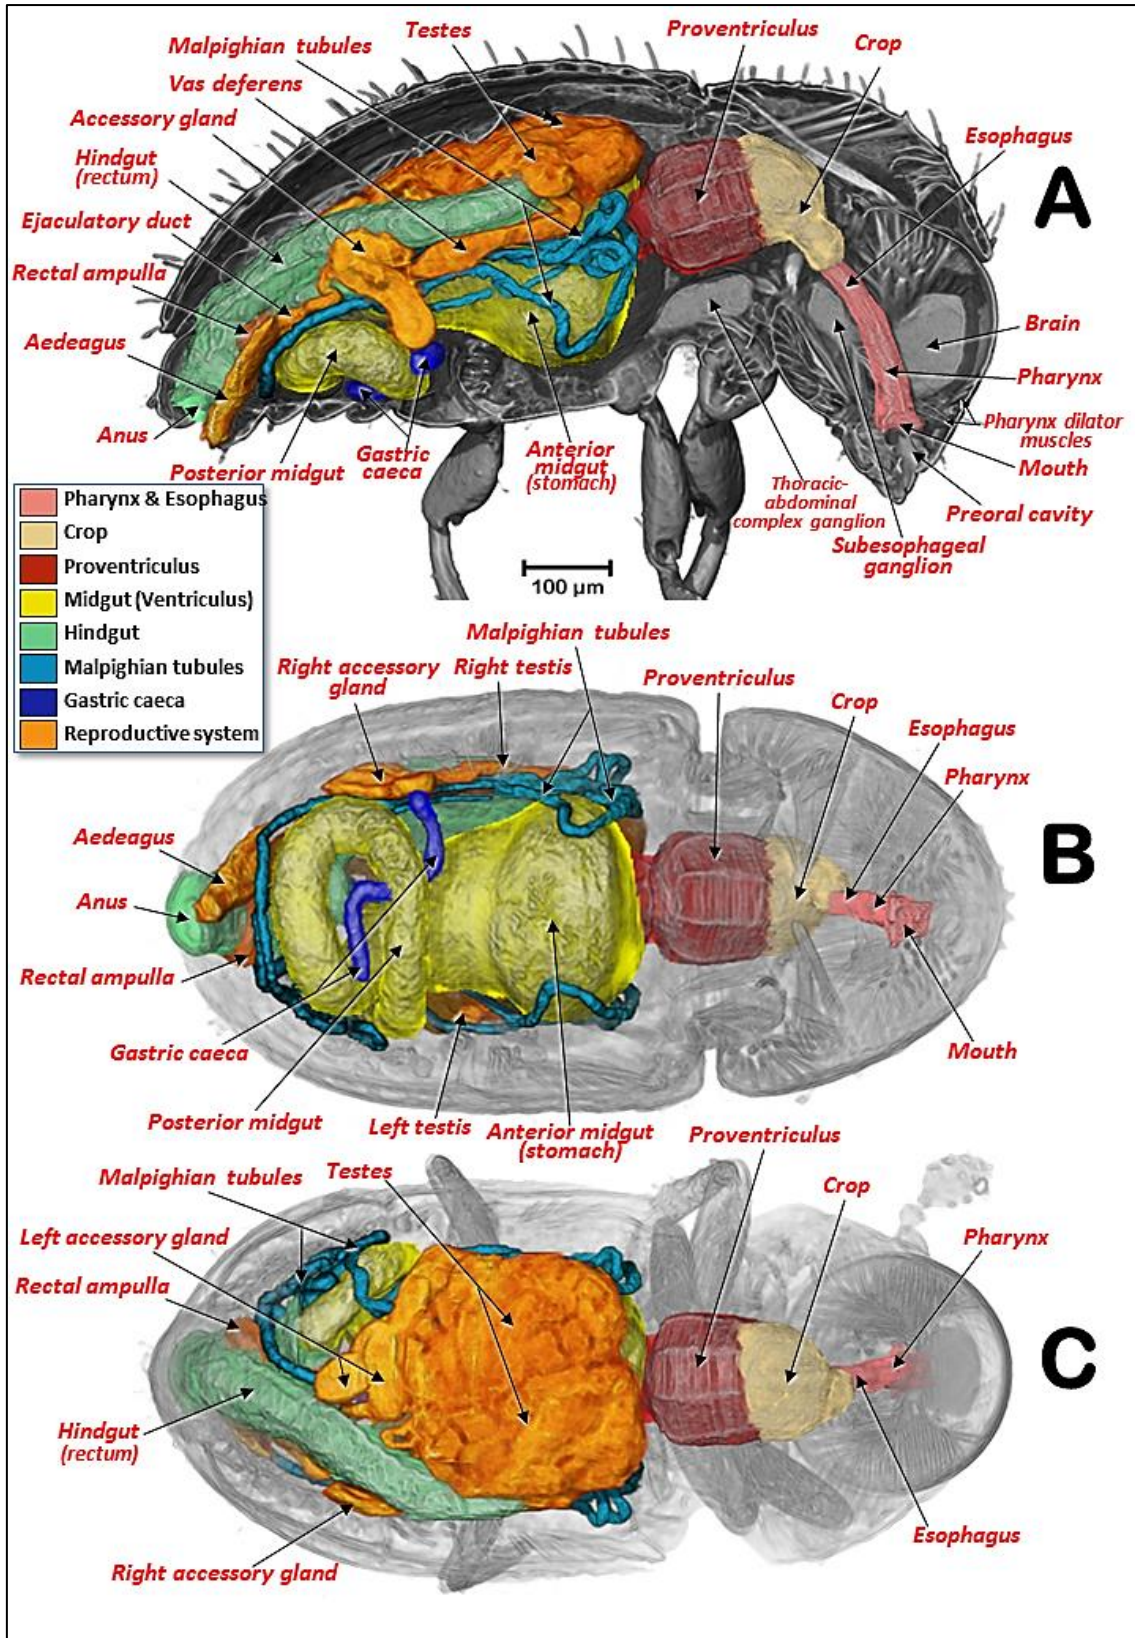 Testes
Proventriculus
Malpighian tubules
Crop
Vas deferens
Accessory gland
Esophagus
Hindgut
(rectum)
A
Ejaculatory duct
Rectal ampulla
Brain
Aedeagus
Pharynx
Anus
Pharynx dilator
muscles
Posterior midgut
Gastric
caeca
Anterior
midgut
(stomach)
Mouth
Thoracic-
abdominal
complex ganglion
Preoral cavity
Subesophageal
ganglion
100 µm
Pharynx & Esophagus
Crop
Proventriculus
Midgut (Ventriculus)
Hindgut
Malpighian tubules
Gastric caeca
Reproductive system
Malpighian tubules
Right accessory
gland
Right testis
Proventriculus
Crop
Esophagus
Pharynx
Aedeagus
B
Anus
Rectal ampulla
Gastric caeca
Mouth
Posterior midgut
Left testis
Anterior midgut
(stomach)
Proventriculus
Malpighian tubules
Testes
Crop
Left accessory gland
Pharynx
Rectal ampulla
C
Hindgut
(rectum)
Esophagus
Right accessory gland